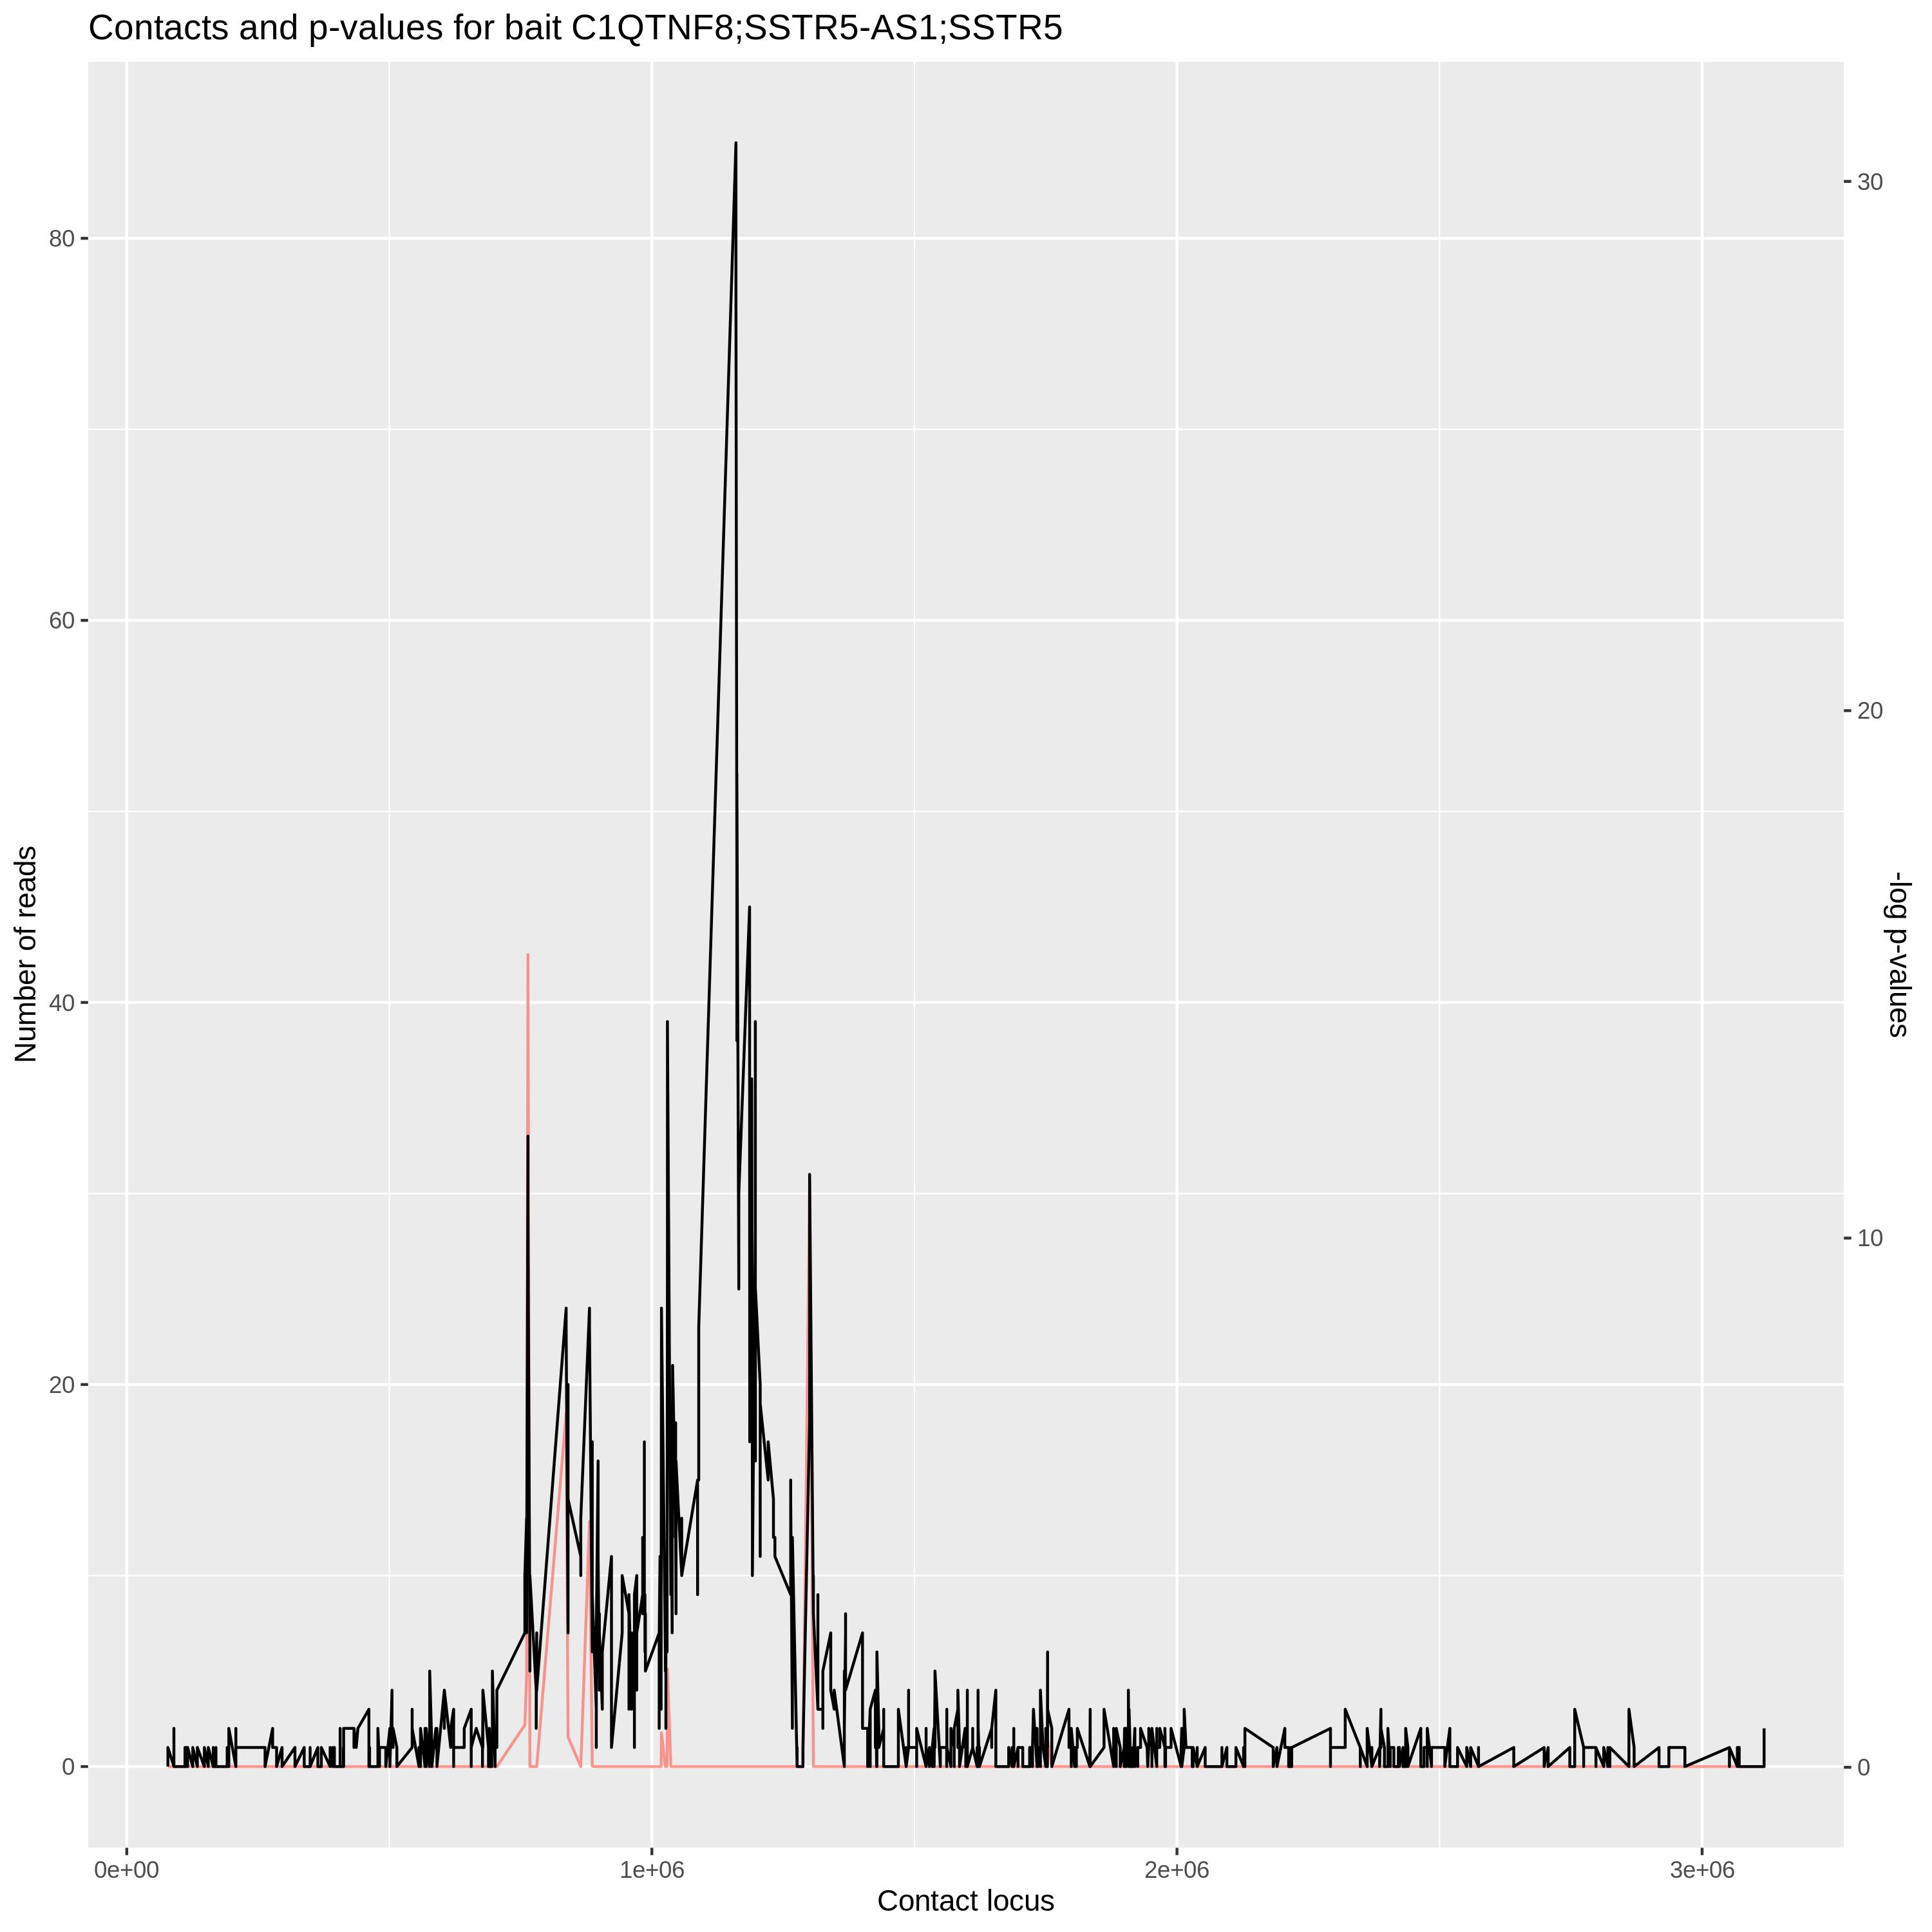 Contacts and p-values for bait C1QTNF8;SSTR5-AS1;SSTR5
80
60
40
20
0
Number of reads
30
20
10
0
-log p-values
0e+00
1e+06
2e+06
3e+06
Contact locus